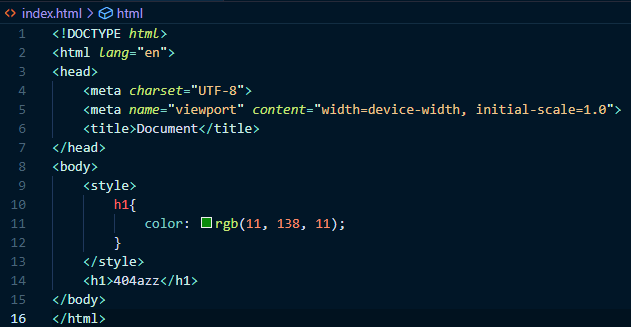 index.html > html
1 <!DOCTYPE html>
2 <html lang="en">
3 <head>
4     <meta charset="UTF-8">
5     <meta name="viewport" content="width=device-width, initial-scale=1.0">
6     <title>Document</title>
7 </head>
8 <body>
9     <style>
10         h1{
11             color: rgb(11, 138, 11);
12         }
13     </style>
14     <h1>404azz</h1>
15 </body>
16 </html>